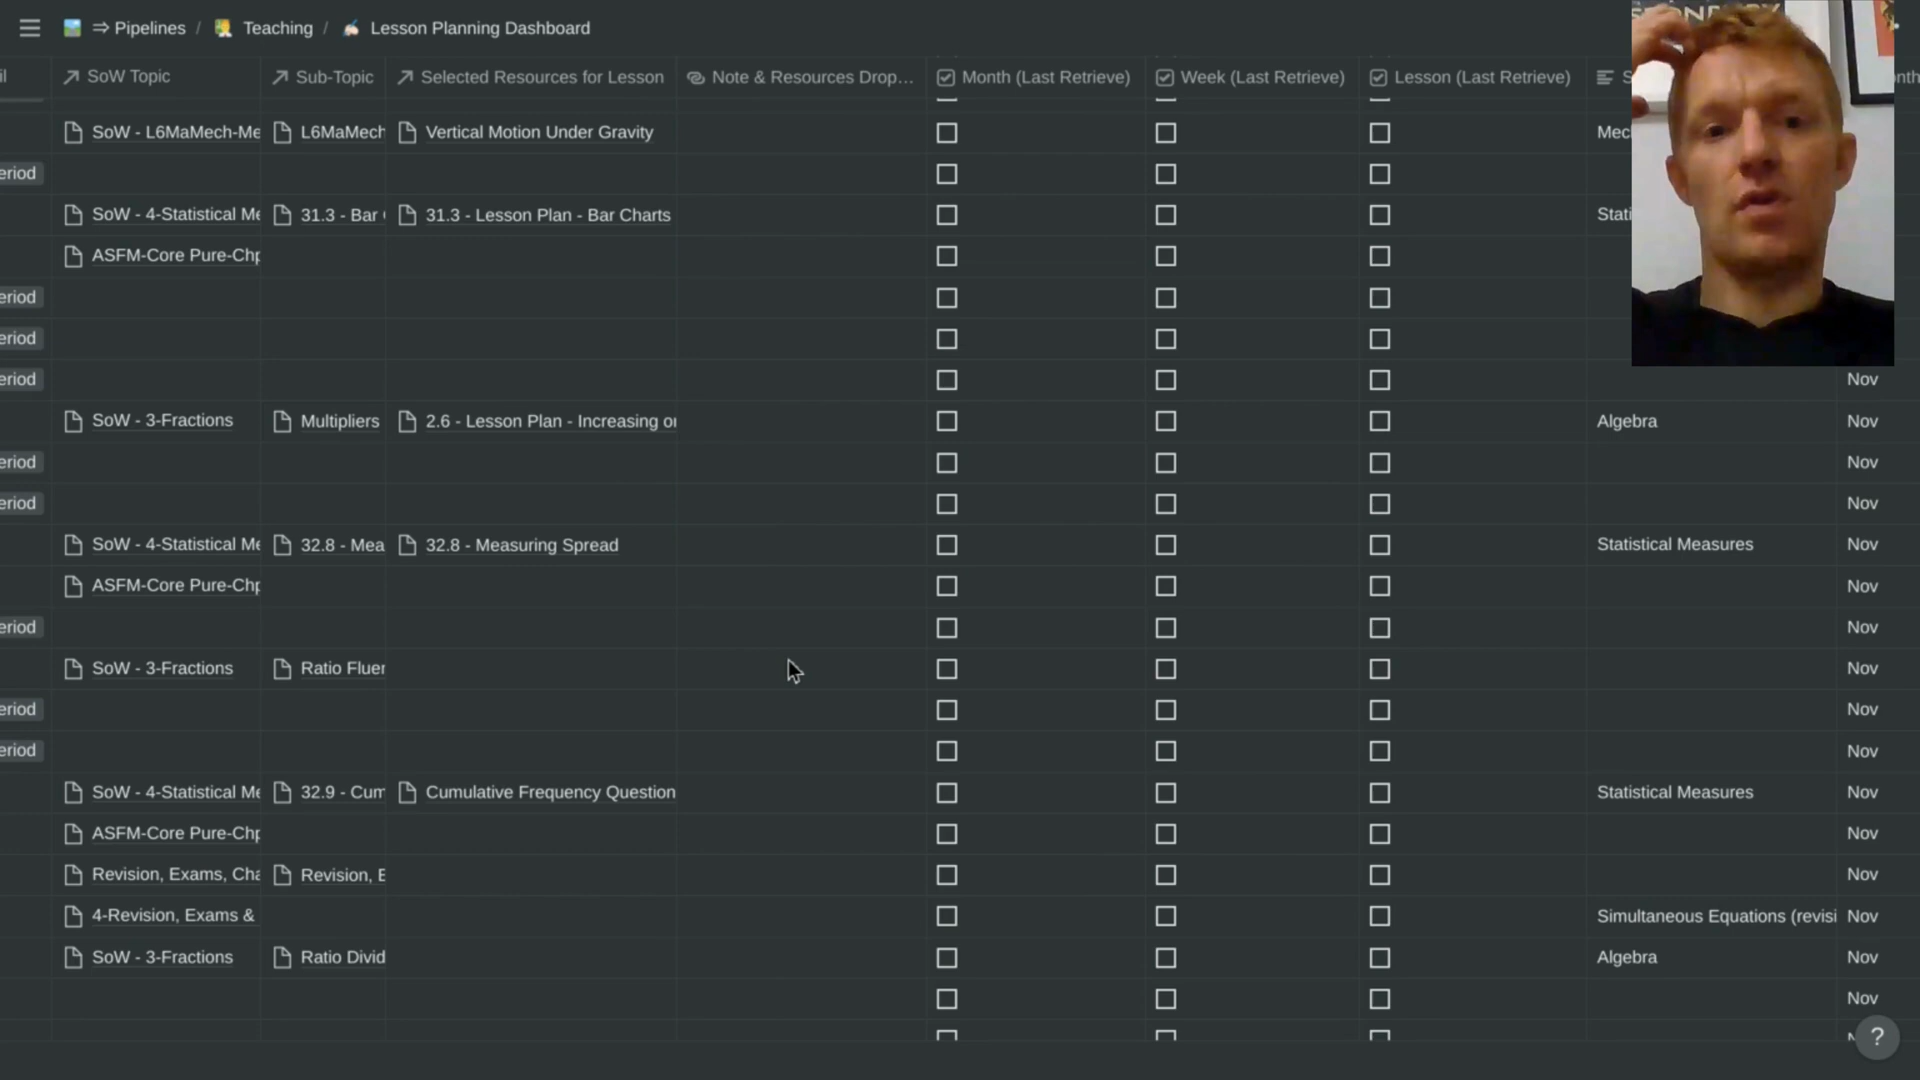 ⇒ Pipelines / Teaching / Lesson Planning Dashboard
SoW Topic Sub-Topic Selected Resources for Lesson Note & Resources Drop... Month (Last Retrieve) Week (Last Retrieve) Lesson (Last Retrieve)
SoW - L6MaMech-Me L6MaMech Vertical Motion Under Gravity Mec
eriod
SoW - 4-Statistical Me 31.3 - Bar 31.3 - Lesson Plan - Bar Charts Stati
ASFM-Core Pure-Chp
eriod
eriod
eriod Nov
SoW - 3-Fractions Multipliers 2.6 - Lesson Plan - Increasing or Algebra Nov
eriod Nov
eriod Nov
SoW - 4-Statistical Me 32.8 - Mea 32.8 - Measuring Spread Statistical Measures Nov
ASFM-Core Pure-Chp Nov
eriod Nov
SoW - 3-Fractions Ratio Fluer Nov
eriod Nov
eriod Nov
SoW - 4-Statistical Me 32.9 - Cum Cumulative Frequency Question Statistical Measures Nov
ASFM-Core Pure-Chp Nov
Revision, Exams, Cha Revision, E Nov
4-Revision, Exams & Simultaneous Equations (revisi Nov
SoW - 3-Fractions Ratio Divid Algebra Nov
Nov
?